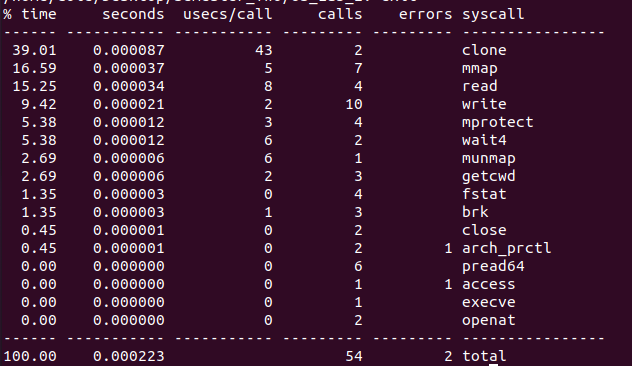 % time     seconds  usecs/call     calls    errors syscall
------ ----------- ----------- --------- --------- ----------------
 39.01    0.000087          43         2           clone
 16.59    0.000037           5         7           mmap
 15.25    0.000034           8         4           read
  9.42    0.000021           2        10           write
  5.38    0.000012           3         4           mprotect
  5.38    0.000012           6         2           wait4
  2.69    0.000006           6         1           munmap
  2.69    0.000006           2         3           getcwd
  1.35    0.000003           0         4           fstat
  1.35    0.000003           1         3           brk
  0.45    0.000001           0         2           close
  0.45    0.000001           0         2         1 arch_prctl
  0.00    0.000000           0         6           pread64
  0.00    0.000000           0         1         1 access
  0.00    0.000000           0         1           execve
  0.00    0.000000           0         2           openat
------ ----------- ----------- --------- --------- ----------------
100.00    0.000223                    54         2 total